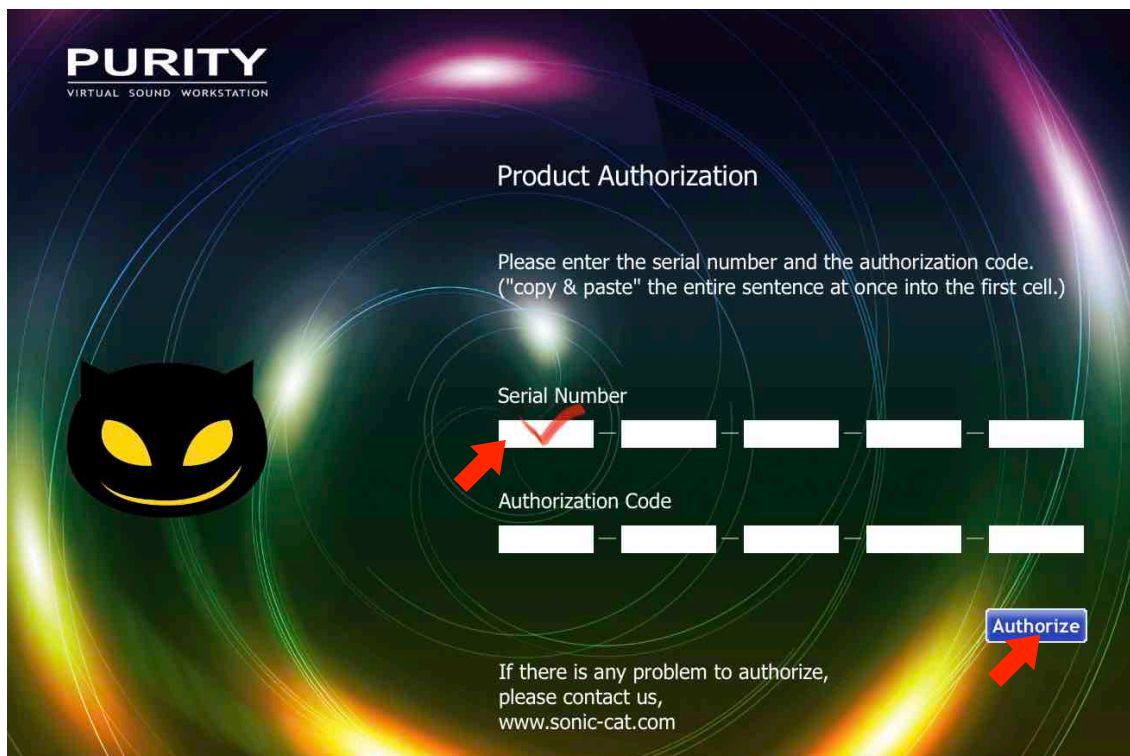 PURITY
VIRTUAL SOUND WORKSTATION
Product Authorization
Please enter the serial number and the authorization code.
("copy & paste" the entire sentence at once into the first cell.)
Serial Number
Authorization Code
Authorize
If there is any problem to authorize,
please contact us,
www.sonic-cat.com